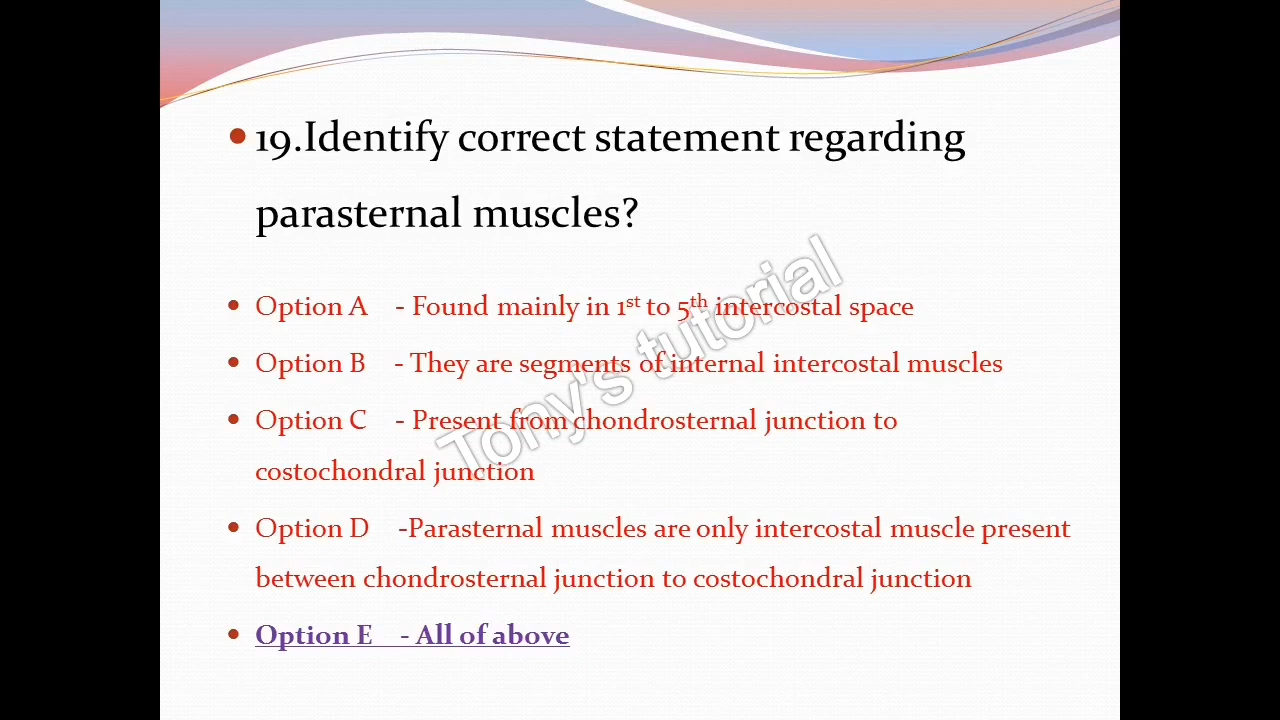 • 19.Identify correct statement regarding
parasternal muscles?
• Option A - Found mainly in 1st to 5th intercostal space
• Option B - They are segments of internal intercostal muscles
• Option C - Present from chondrosternal junction to
costochondral junction
• Option D -Parasternal muscles are only intercostal muscle present
between chondrosternal junction to costochondral junction
• Option E - All of above
Tony's tutorial